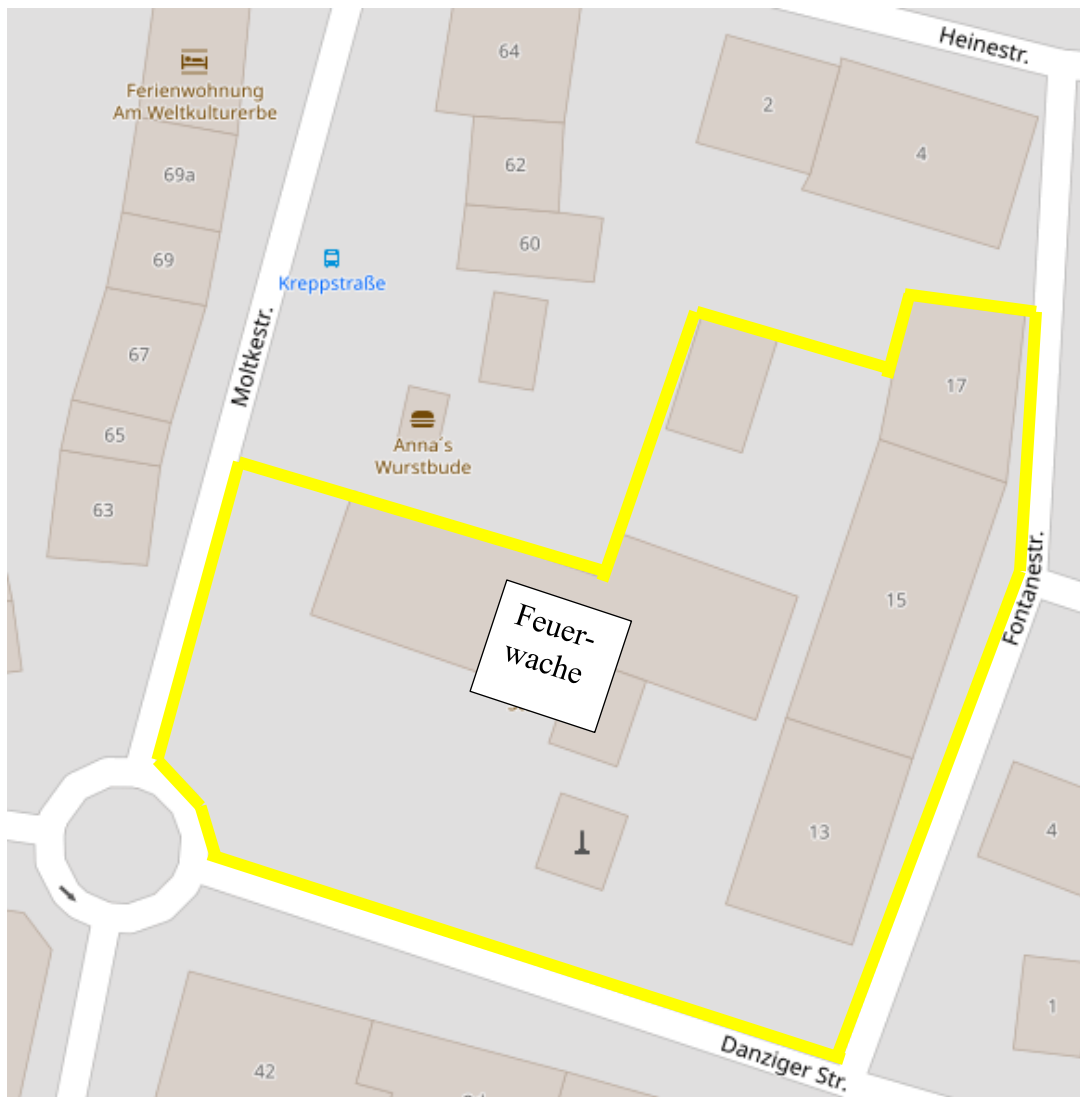 Heinestr.
64
2
4
Ferienwohnung
Am Weltkulturerbe
69a
62
60
69
Kreppstraße
Moltkestr.
67
17
65
Anna´s
Wurstbude
63
15
Fontanestr.
Feuer-
wache
13
4
1
Danziger Str.
42